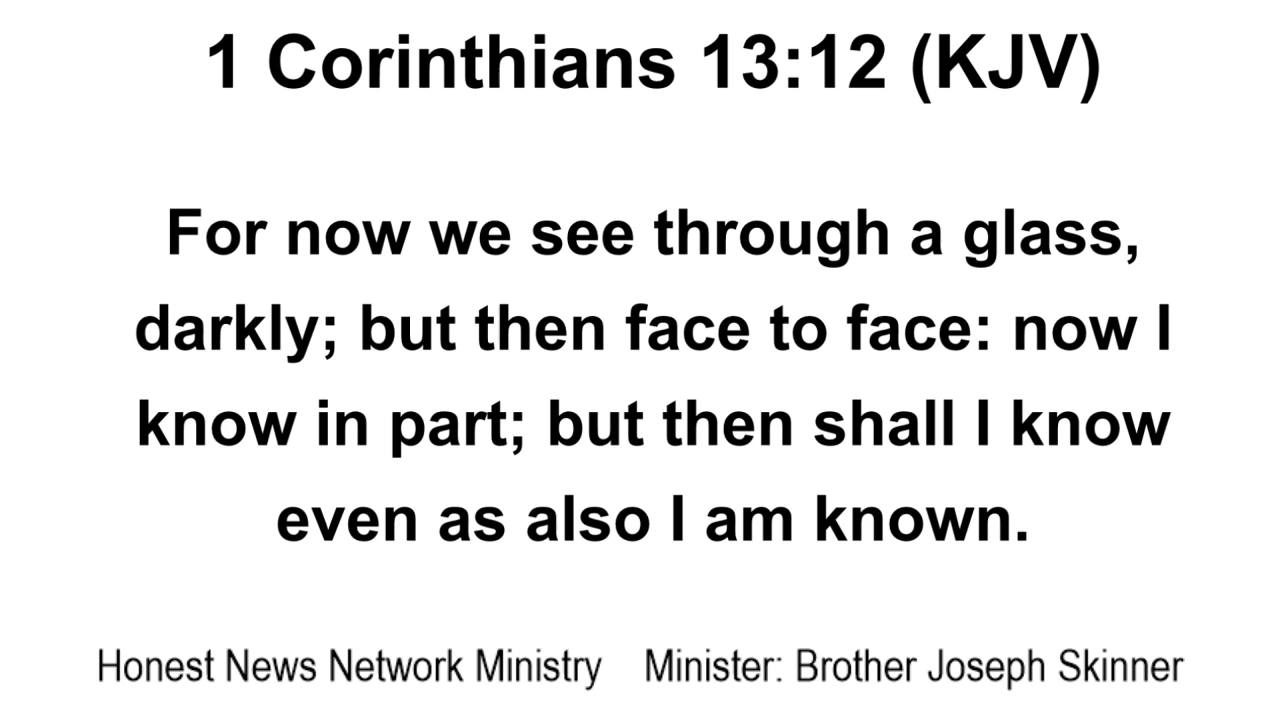 1 Corinthians 13:12 (KJV)
For now we see through a glass,
darkly; but then face to face: now I
know in part; but then shall I know
even as also I am known.
Honest News Network Ministry    Minister: Brother Joseph Skinner